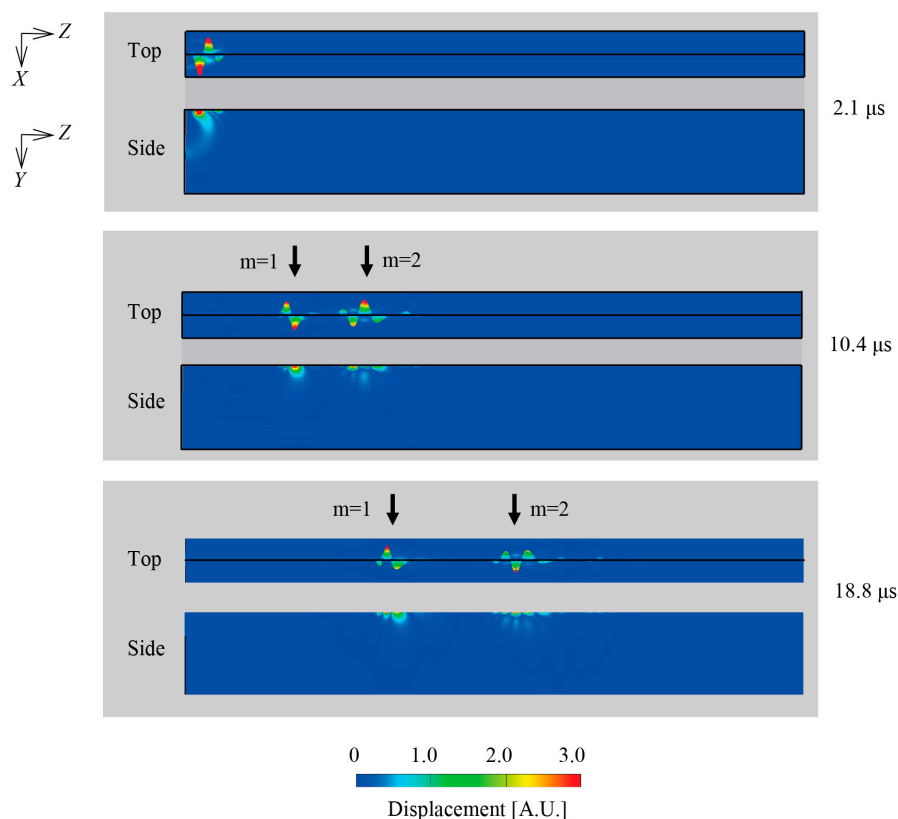 Z
X
Top
Z
Y
Side
2.1 μs
m=1
m=2
Top
Side
10.4 μs
m=1
m=2
Top
Side
18.8 μs
0 1.0 2.0 3.0
Displacement [A.U.]